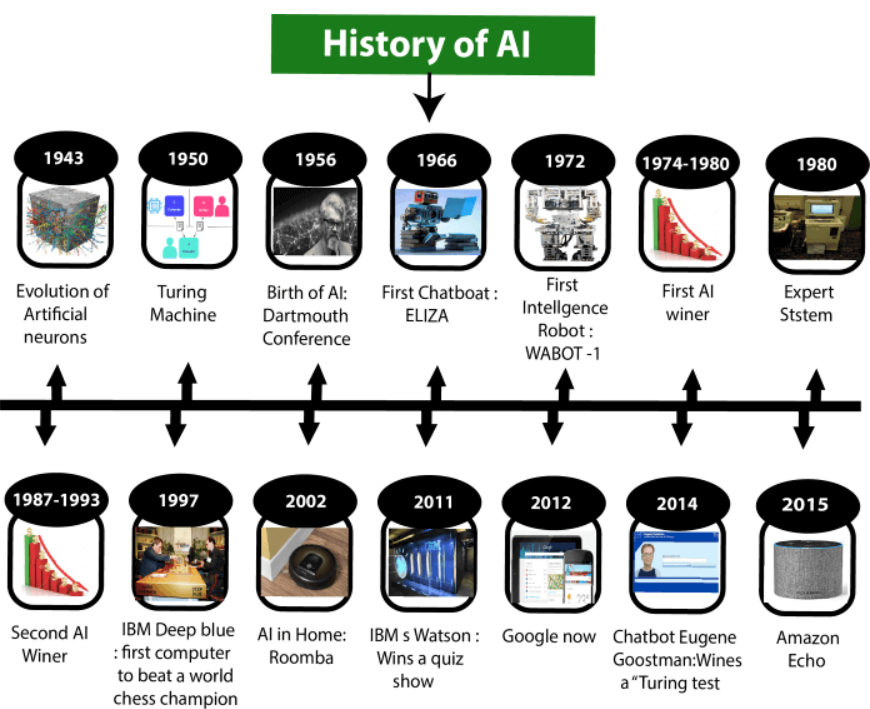 History of AI
1943
1950
1956
1966
1972
1974-1980
1980
Evolution of
Artificial
neurons
Turing
Machine
Birth of AI:
Dartmouth
Conference
First Chatboat :
ELIZA
First
Intellgence
Robot :
WABOT -1
First AI
winer
Expert
Ststem
1987-1993
1997
2002
2011
2012
2014
2015
Second AI
Winer
IBM Deep blue
: first computer
to beat a world
chess champion
AI in Home:
Roomba
IBM s Watson :
Wins a quiz
show
Google now
Chatbot Eugene
Goostman:Wines
a “Turing test
Amazon
Echo